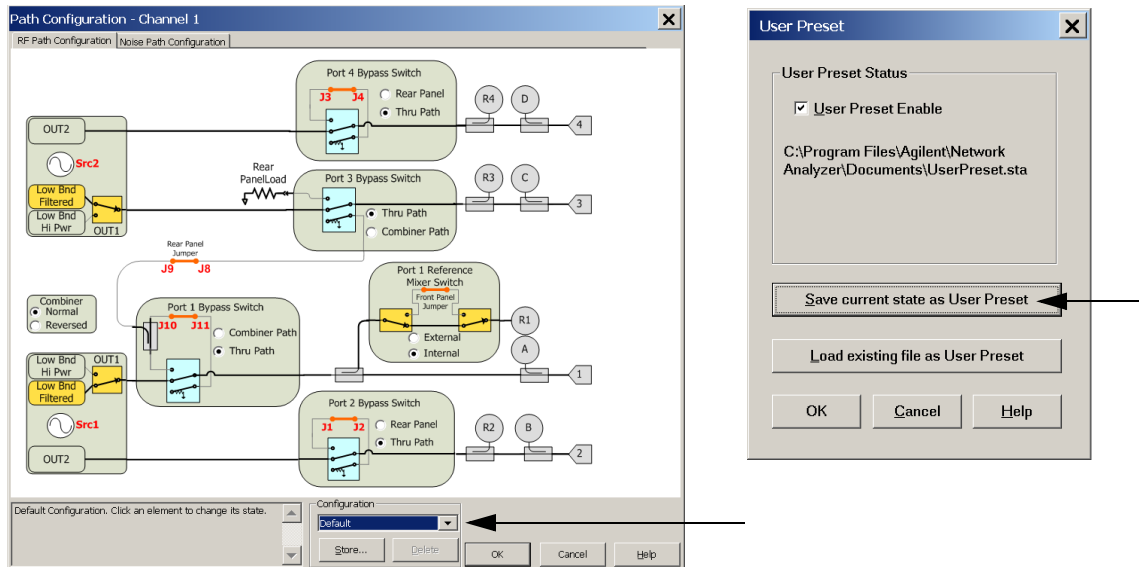 Path Configuration - Channel 1
RF Path Configuration
Noise Path Configuration
Port 4 Bypass Switch
J3 J4
Rear Panel
Thru Path
R4
D
4
OUT2
Src2
Low Bnd
Filtered
Low Bnd
Hi Pwr
OUT1
Rear
PanelLoad
Port 3 Bypass Switch
Thru Path
Combiner Path
R3
C
3
Rear Panel
Jumper
J9 J8
Port 1 Reference
Mixer Switch
Front Panel
Jumper
External
Internal
R1
A
1
Combiner
Normal
Reversed
Port 1 Bypass Switch
J10 J11
Combiner Path
Thru Path
Low Bnd
Hi Pwr
OUT1
Low Bnd
Filtered
Src1
OUT2
Port 2 Bypass Switch
J1 J2
Rear Panel
Thru Path
R2
B
2
Default Configuration. Click an element to change its state.
Configuration
Default
Store...
Delete
OK
Cancel
Help
User Preset
User Preset Status
User Preset Enable
C:\Program Files\Agilent\Network
Analyzer\Documents\UserPreset.sta
Save current state as User Preset
Load existing file as User Preset
OK
Cancel
Help